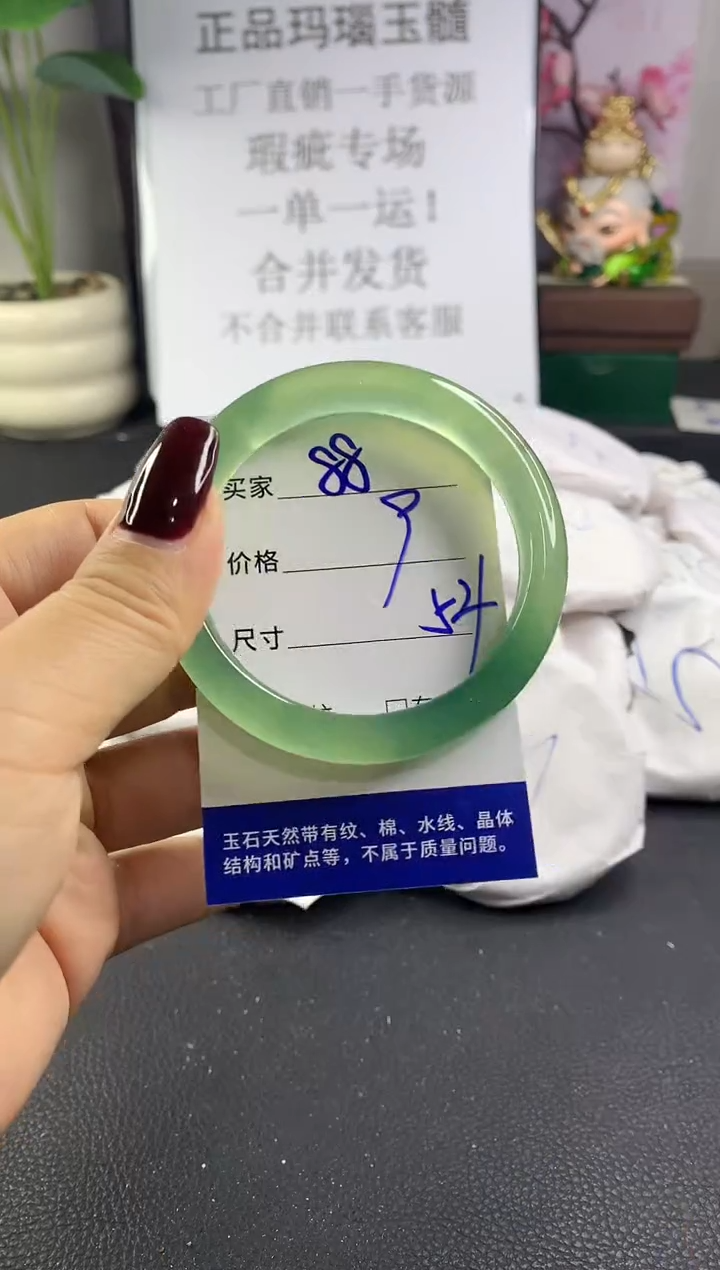 正品玛瑙玉髓
工厂直销一手货源
瑕疵专场
一单一运！
合并发货
不合并联系客服
买家 88
价格 9
尺寸 54
玉石天然带有纹、棉、水线、晶体
结构和矿点等，不属于质量问题。